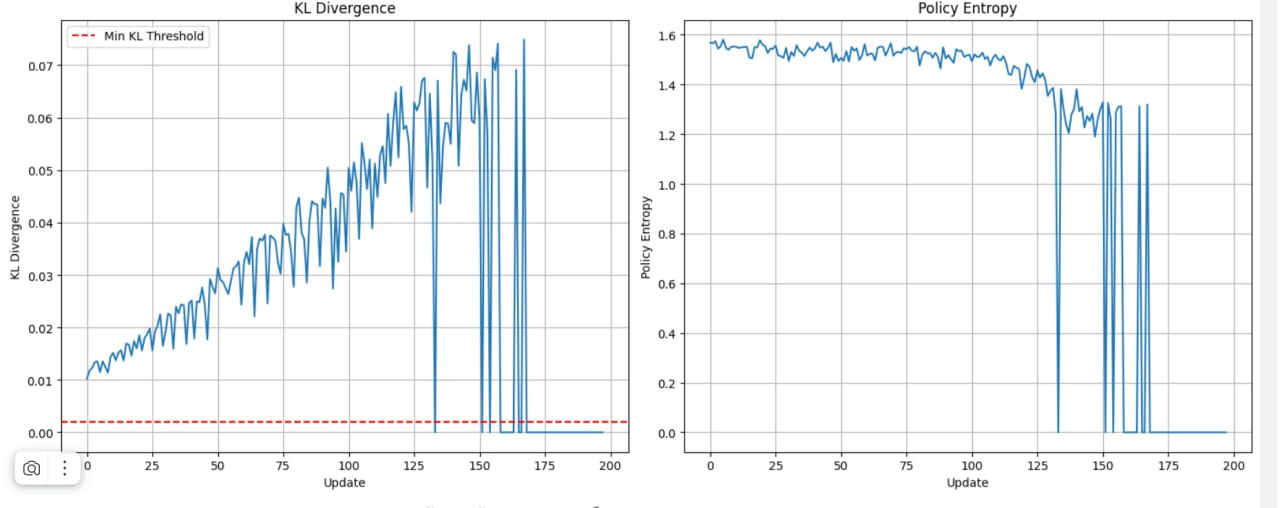 KL Divergence
Min KL Threshold
KL Divergence
0.07
0.06
0.05
0.04
0.03
0.02
0.01
0.00
0 25 50 75 100 125 150 175 200
Update
Policy Entropy
Policy Entropy
1.6
1.4
1.2
1.0
0.8
0.6
0.4
0.2
0.0
0 25 50 75 100 125 150 175 200
Update